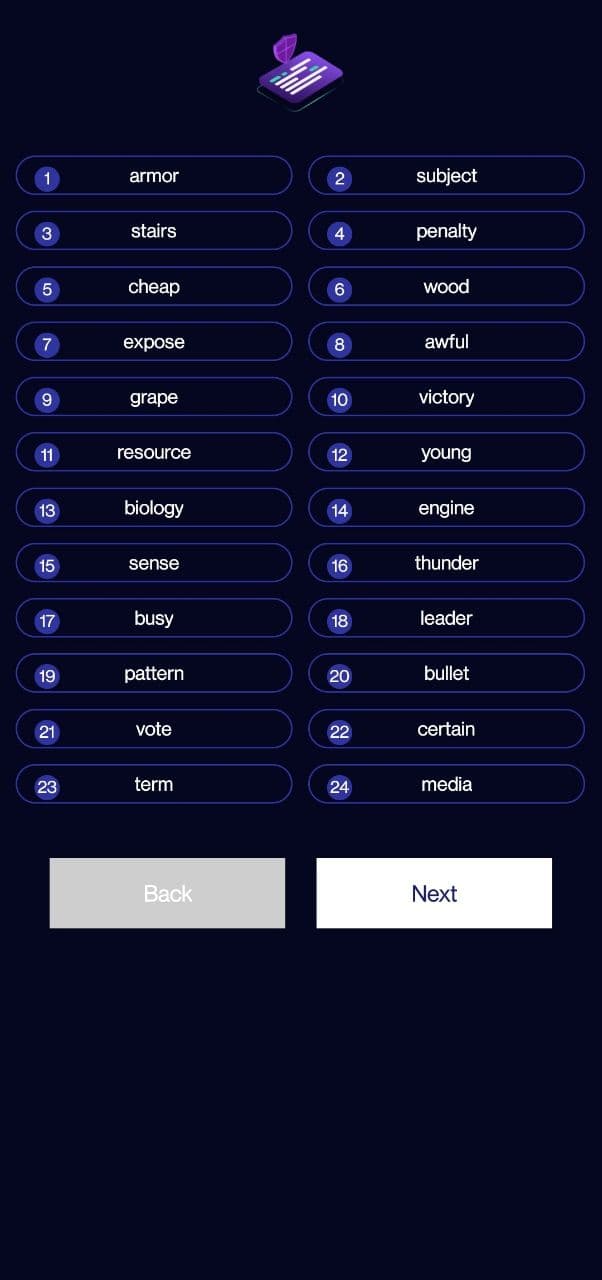 1 armor 2 subject
3 stairs 4 penalty
5 cheap 6 wood
7 expose 8 awful
9 grape 10 victory
11 resource 12 young
13 biology 14 engine
15 sense 16 thunder
17 busy 18 leader
19 pattern 20 bullet
21 vote 22 certain
23 term 24 media
Back Next